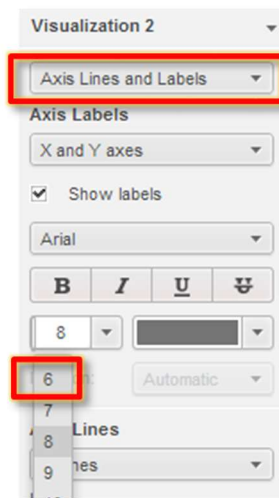 Visualization 2
Axis Lines and Labels
Axis Labels
X and Y axes
Show labels
Arial
B I U U
8
6 Automatic
7
8 Lines
9